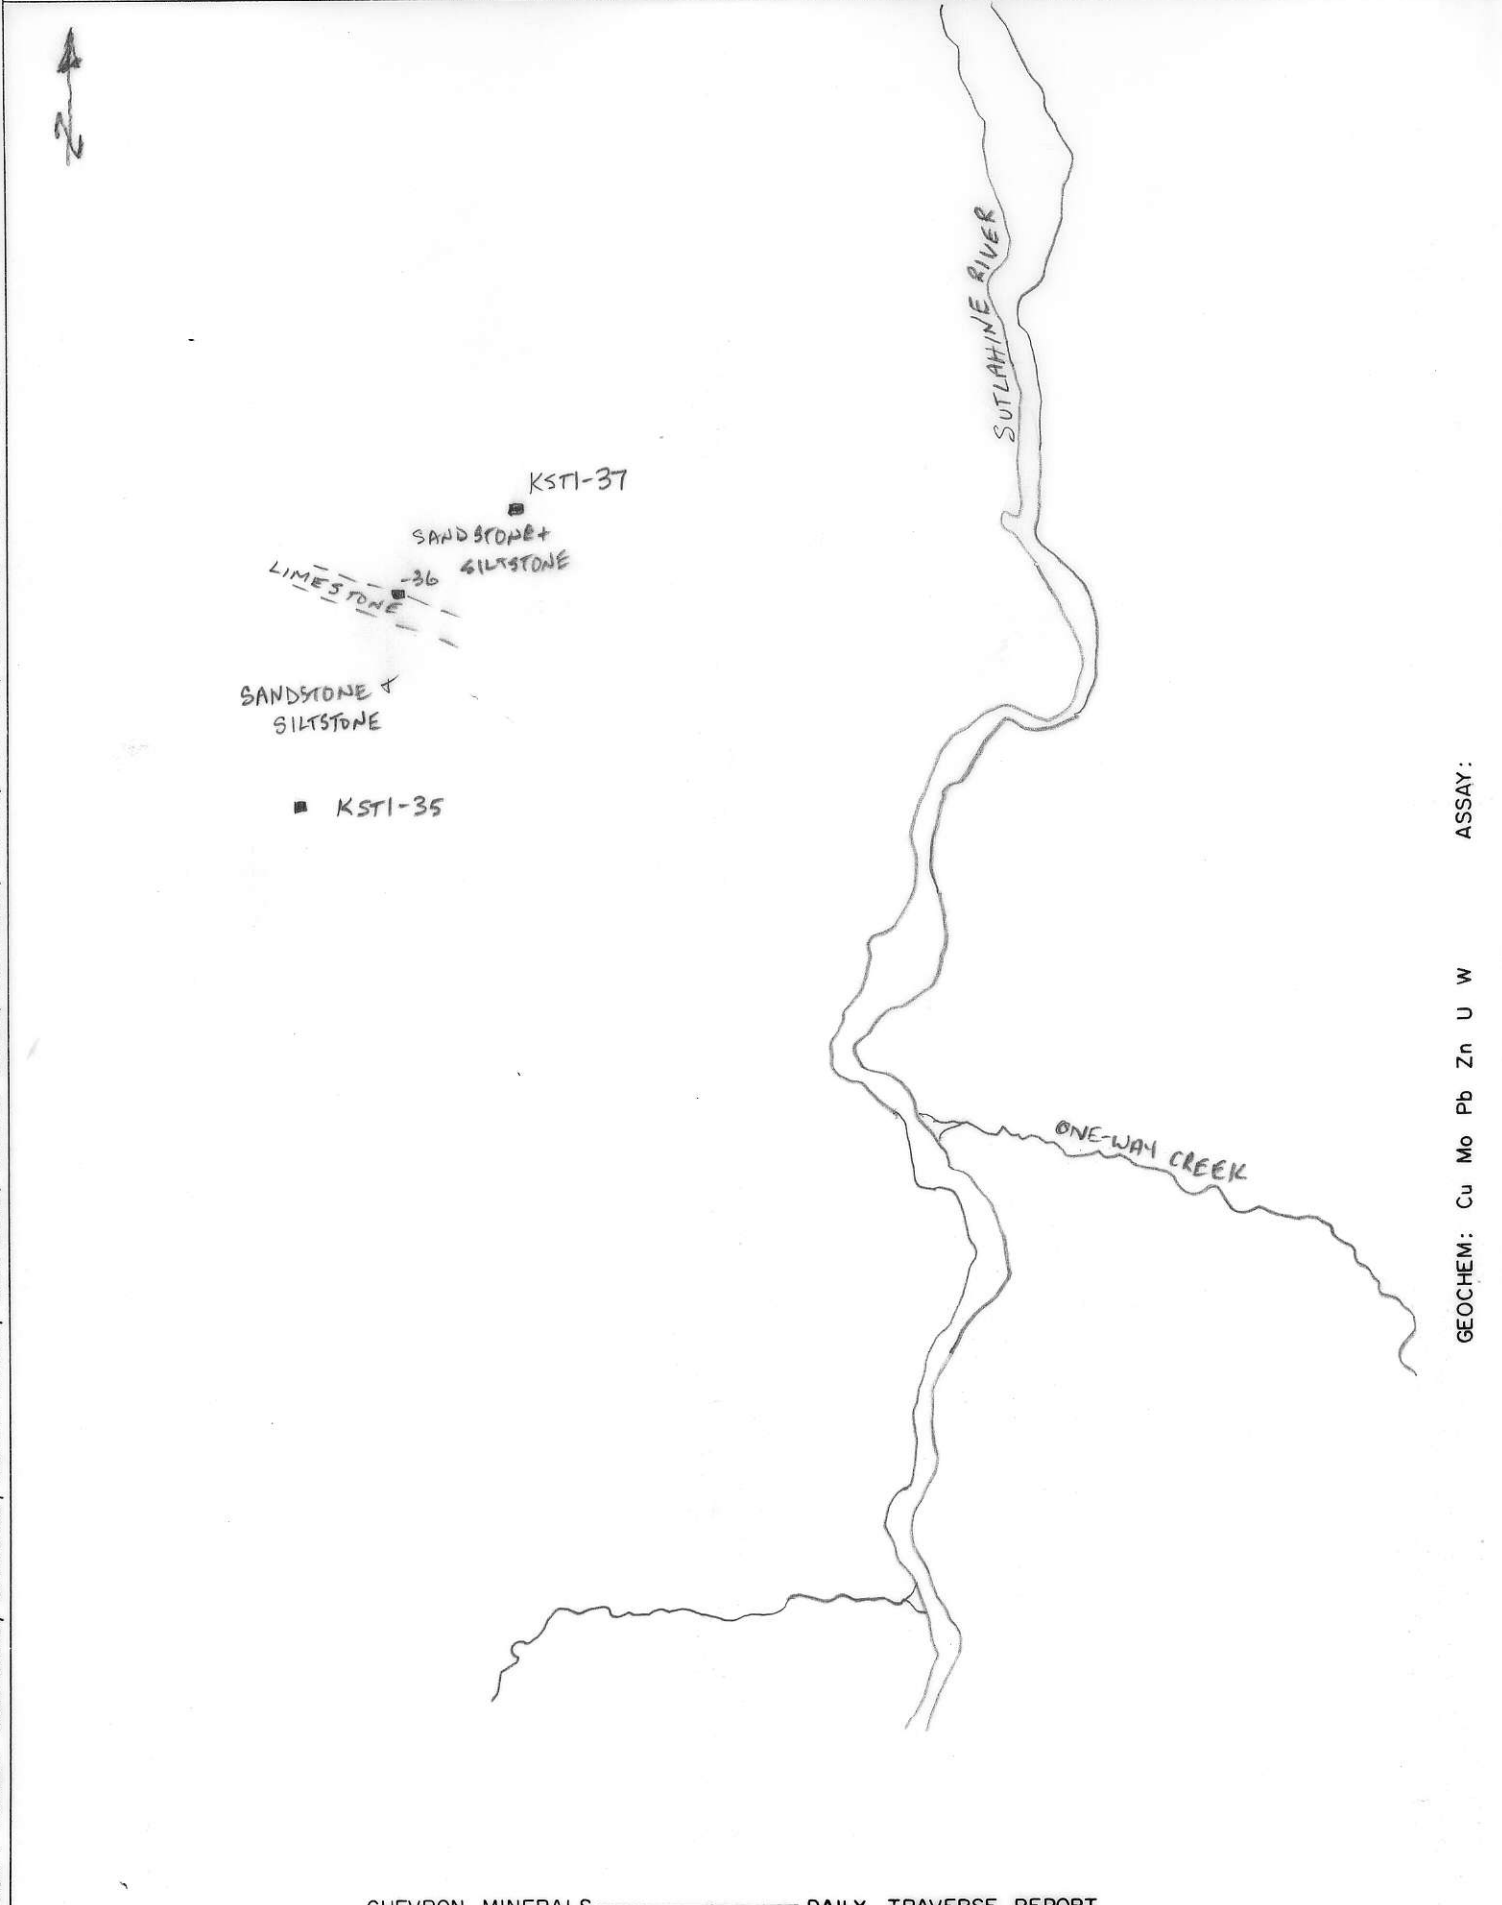 N
SUTLAHINE RIVER
KST1-37
SANDSTONE +
SILTSTONE
-36
LIMESTONE
SANDSTONE +
SILTSTONE
KST1-35
ONE-WAY CREEK
ASSAY:
GEOCHEM: Cu Mo Pb Zn U W
CHEVRON MINERALS DAILY TRAVERSE REPORT